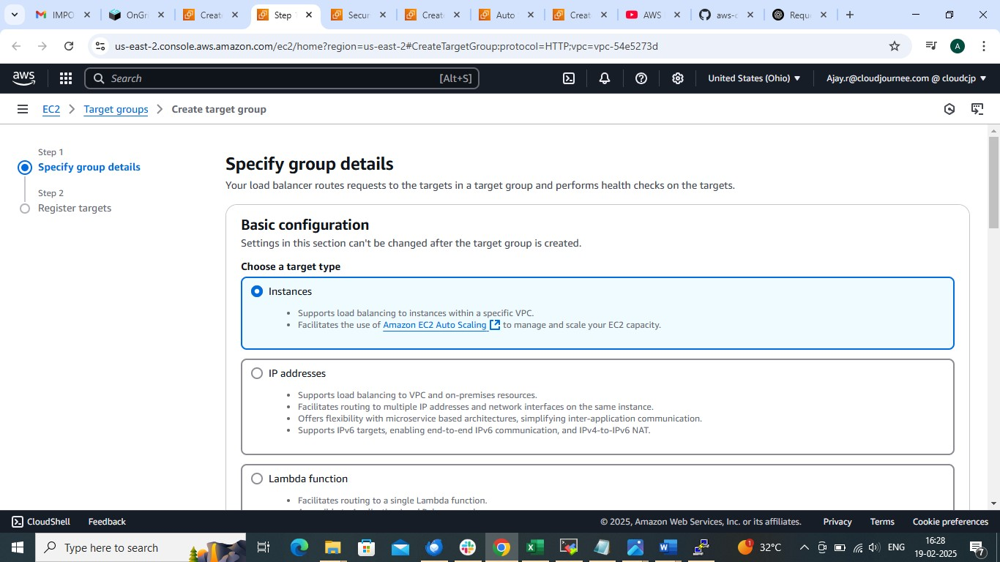 IMPO
OnGr
Creat
Step
Secur
Creat
Auto
Creat
AWS
aws-c
Requ
us-east-2.console.aws.amazon.com/ec2/home?region=us-east-2#CreateTargetGroup:protocol=HTTP;vpc=vpc-54e5273d
A
aws
Search
[Alt+S]
United States (Ohio)
Ajay.r@cloudjournee.com @ cloudcjp
EC2
Target groups
Create target group
Step 1
Specify group details
Step 2
Register targets
Specify group details
Your load balancer routes requests to the targets in a target group and performs health checks on the targets.
Basic configuration
Settings in this section can't be changed after the target group is created.
Choose a target type
Instances
• Supports load balancing to instances within a specific VPC.
• Facilitates the use of Amazon EC2 Auto Scaling to manage and scale your EC2 capacity.
IP addresses
• Supports load balancing to VPC and on-premises resources.
• Facilitates routing to multiple IP addresses and network interfaces on the same instance.
• Offers flexibility with microservice based architectures, simplifying inter-application communication.
• Supports IPv6 targets, enabling end-to-end IPv6 communication, and IPv4-to-IPv6 NAT.
Lambda function
• Facilitates routing to a single Lambda function.
CloudShell
Feedback
© 2025, Amazon Web Services, Inc. or its affiliates.
Privacy
Terms
Cookie preferences
Type here to search
1
32°C
ENG
16:28
19-02-2025
7